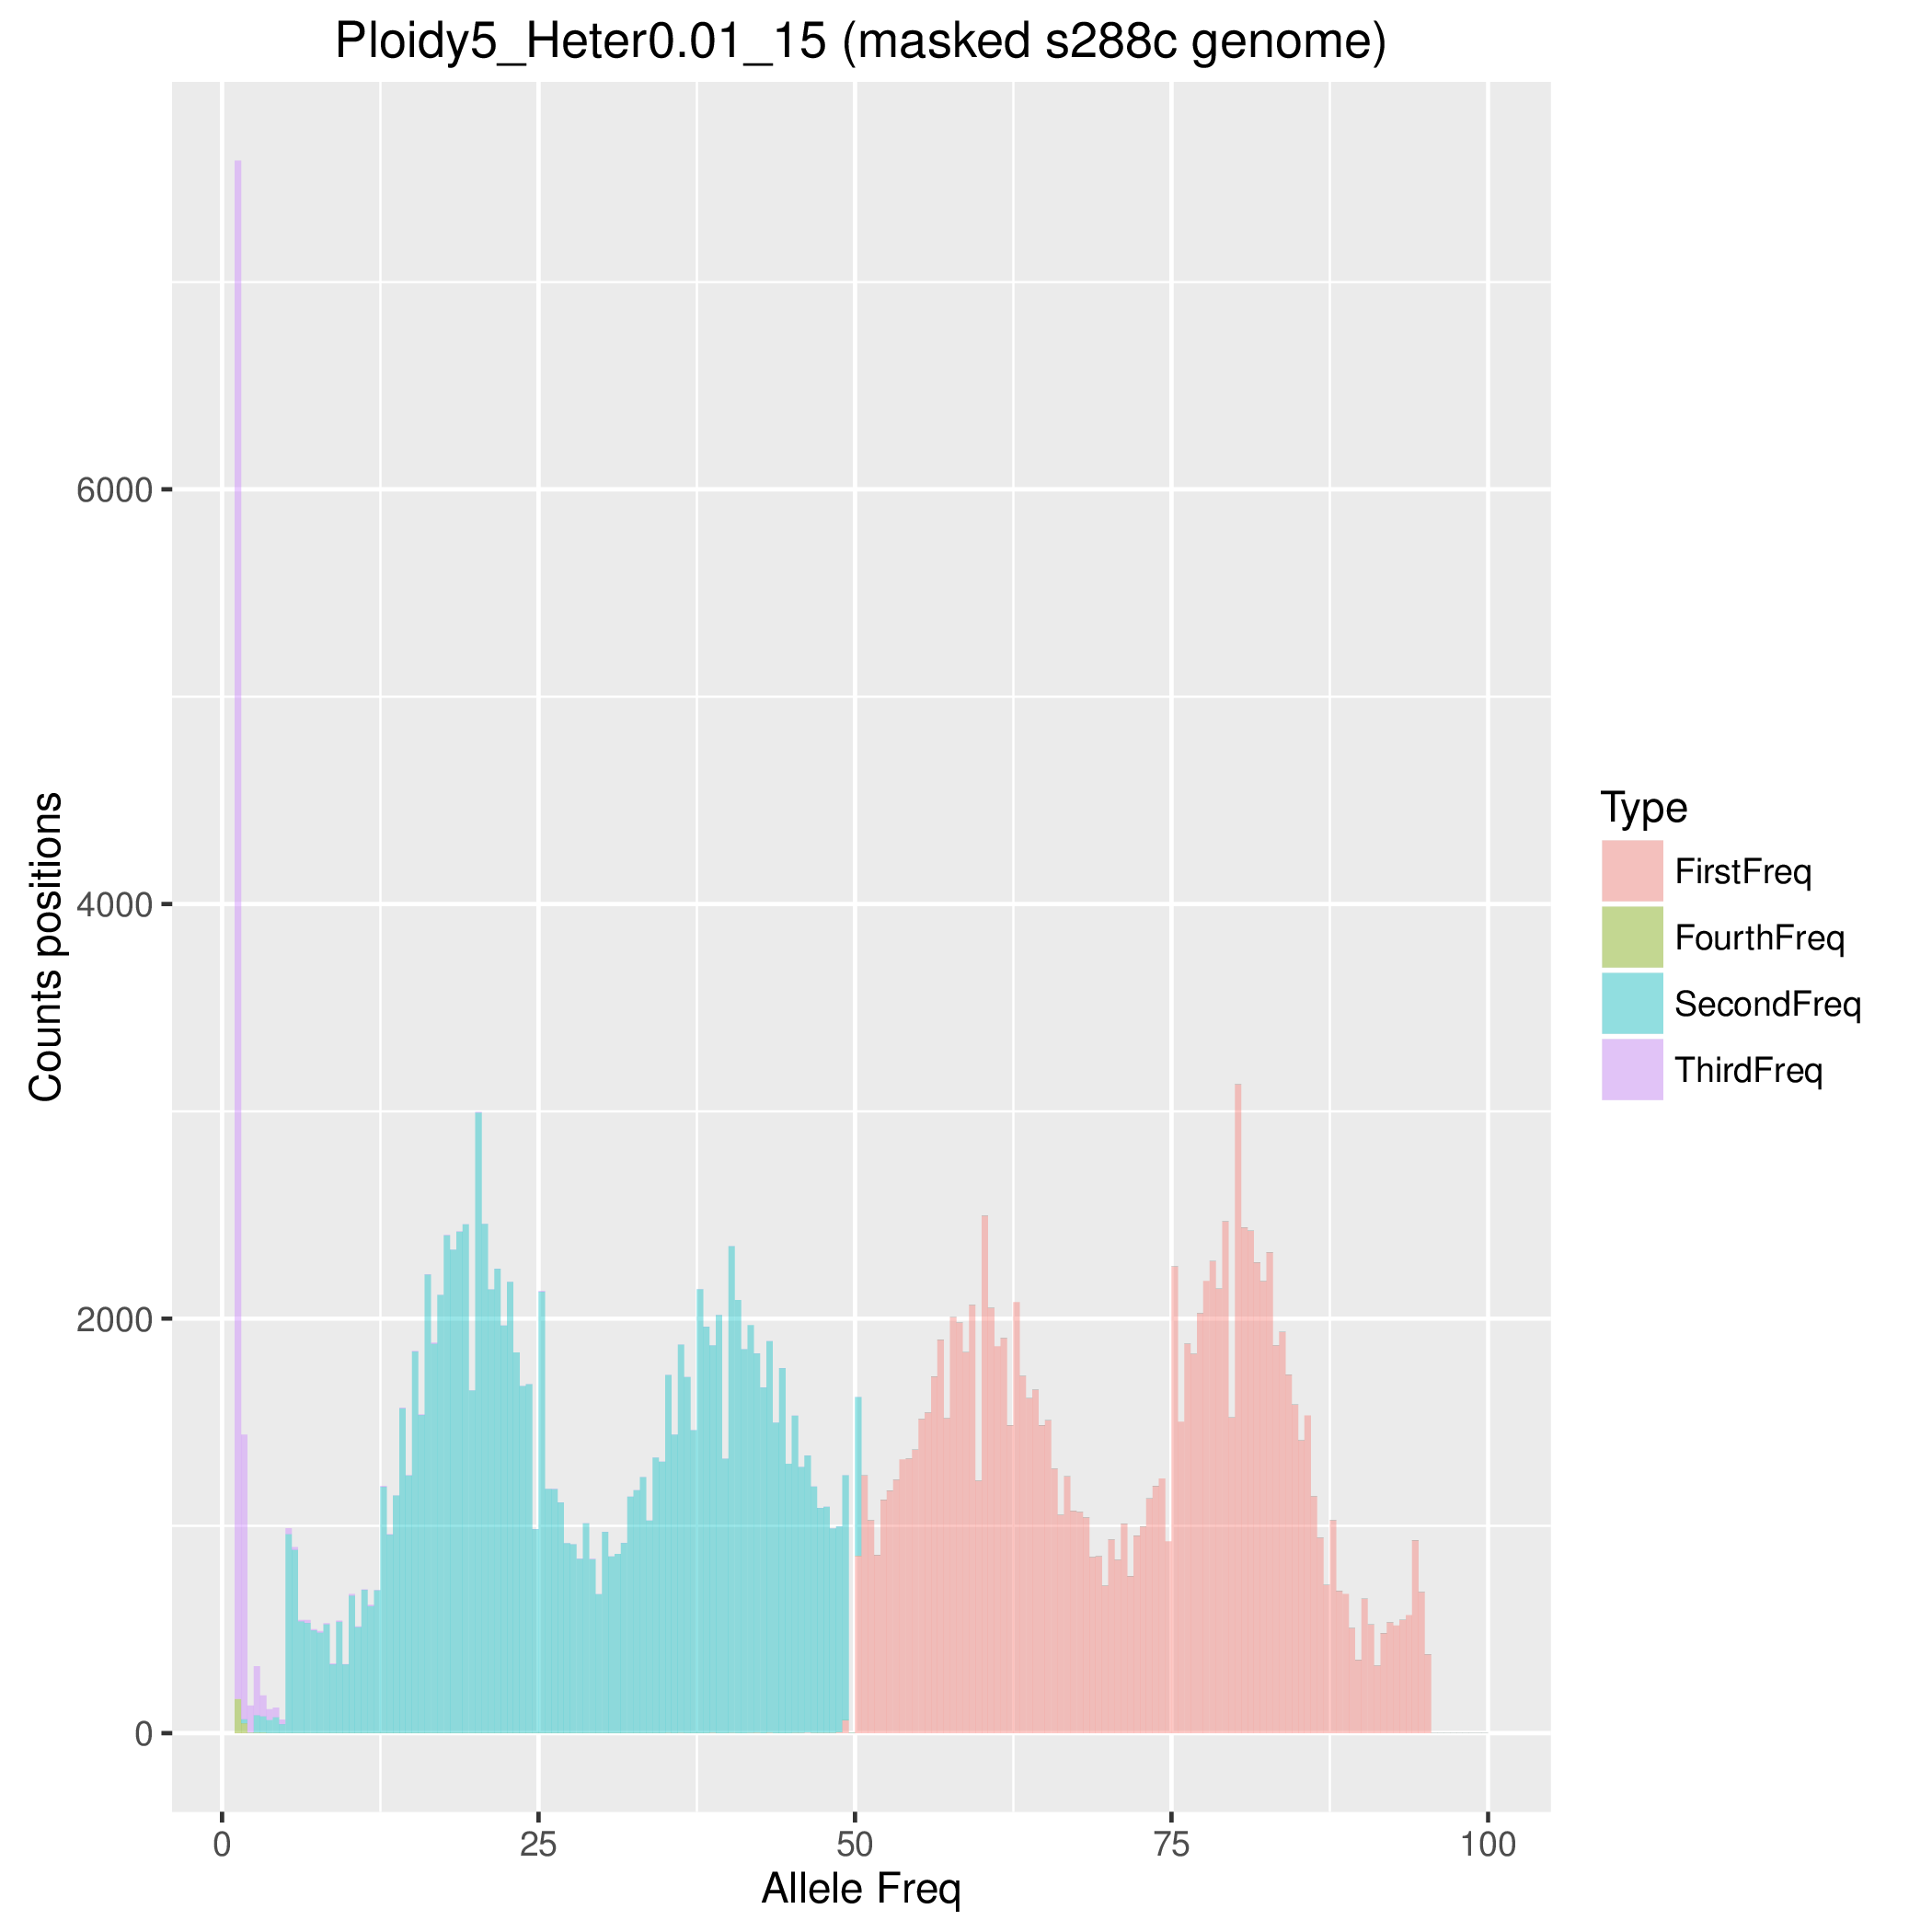 Ploidy5_Heter0.01_15 (masked s288c genome)
Counts positions
6000
4000
2000
0
0 25 50 75 100
Allele Freq
Type
FirstFreq
FourthFreq
SecondFreq
ThirdFreq